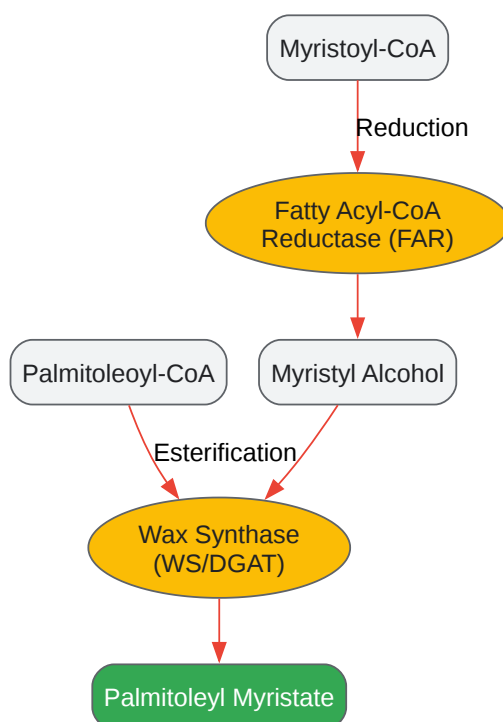 Myristoyl-CoA
Reduction
Fatty Acyl-CoA
Reductase (FAR)
Palmitoleoyl-CoA
Myristyl Alcohol
Esterification
Wax Synthase
(WS/DGAT)
Palmitoleyl Myristate